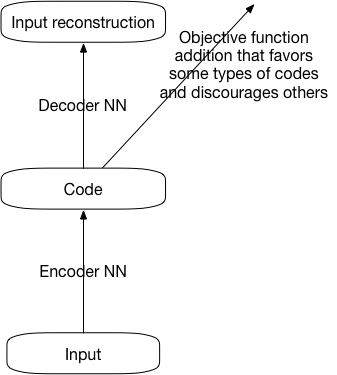 Input reconstruction
Objective function
addition that favors
some types of codes
and discourages others
Decoder NN
Code
Encoder NN
Input